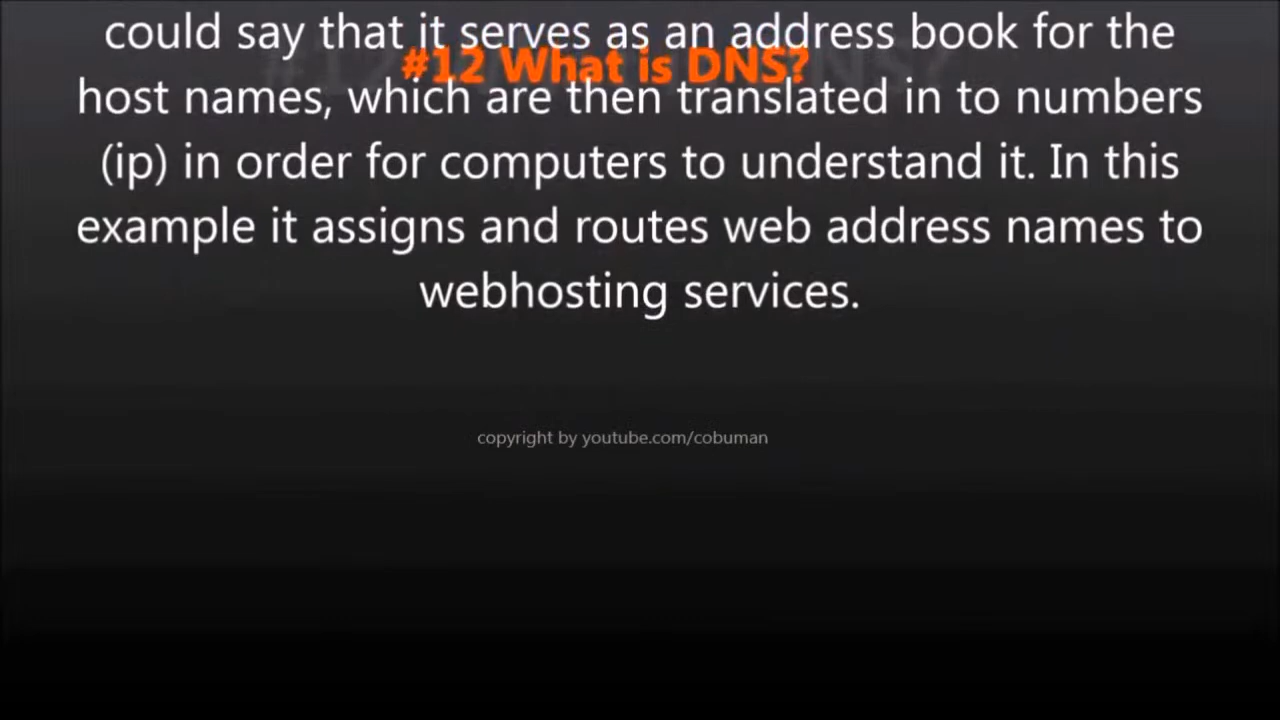 could say that it serves as an address book for the
#12 What is DNS?
host names, which are then translated in to numbers
(ip) in order for computers to understand it. In this
example it assigns and routes web address names to
webhosting services.
copyright by youtube.com/cobuman